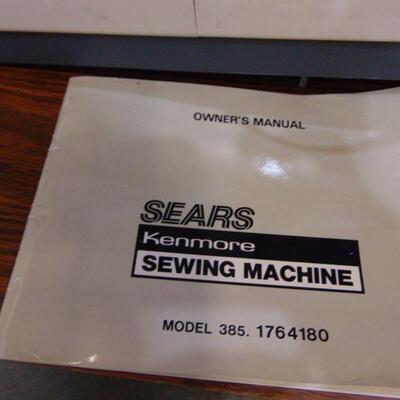 OWNER'S MANUAL
SEARS
Kenmore
SEWING MACHINE
MODEL 385. 1764180